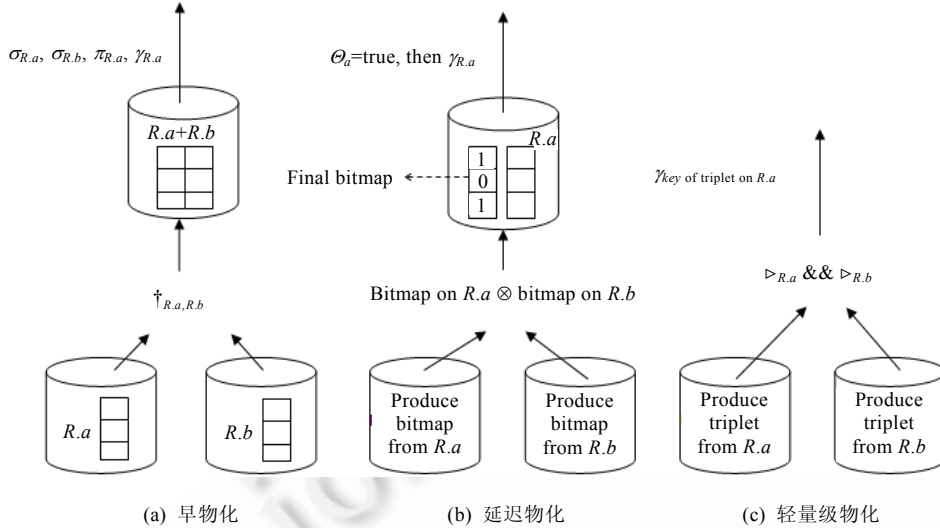 σR.a, σR.b, πR.a, γR.a
R.a+R.b
†R.a,R.b
R.a
R.b
(a) 早物化
Θa=true, then γR.a
R.a
1
0
1
Final bitmap
Bitmap on R.a ⊗ bitmap on R.b
Produce
bitmap
from R.a
Produce
bitmap
from R.b
(b) 延迟物化
γkey of triplet on R.a
▷R.a && ▷R.b
Produce
triplet
from R.a
Produce
triplet
from R.b
(c) 轻量级物化